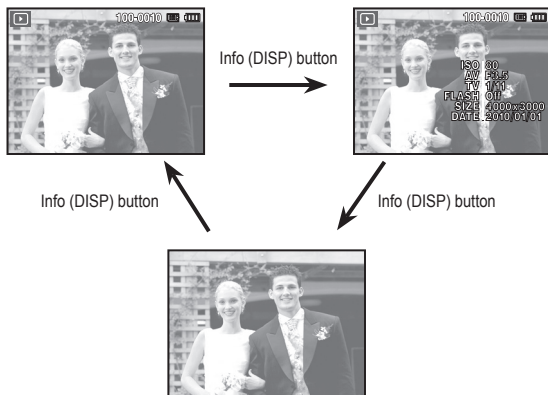 100-0010
Info (DISP) button
100-0010
ISO 80
AV F3.5
TV 1/11
FLASH Off
SIZE 4000x3000
DATE 2010/01/01
Info (DISP) button
Info (DISP) button